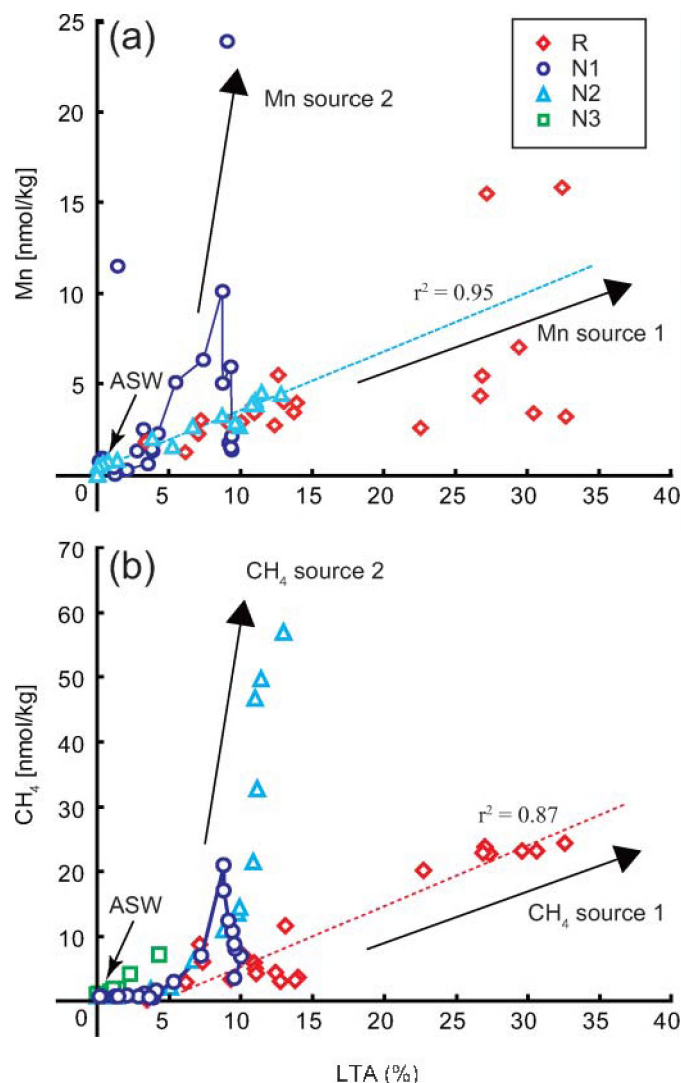 (a)
R
N1
N2
N3
25
20
15
10
5
0
Mn [nmol/kg]
Mn source 2
r² = 0.95
Mn source 1
ASW
0 5 10 15 20 25 30 35 40
(b)
70
60
50
40
30
20
10
0
CH₄ [nmol/kg]
CH₄ source 2
r² = 0.87
CH₄ source 1
ASW
0 5 10 15 20 25 30 35 40
LTA (%)